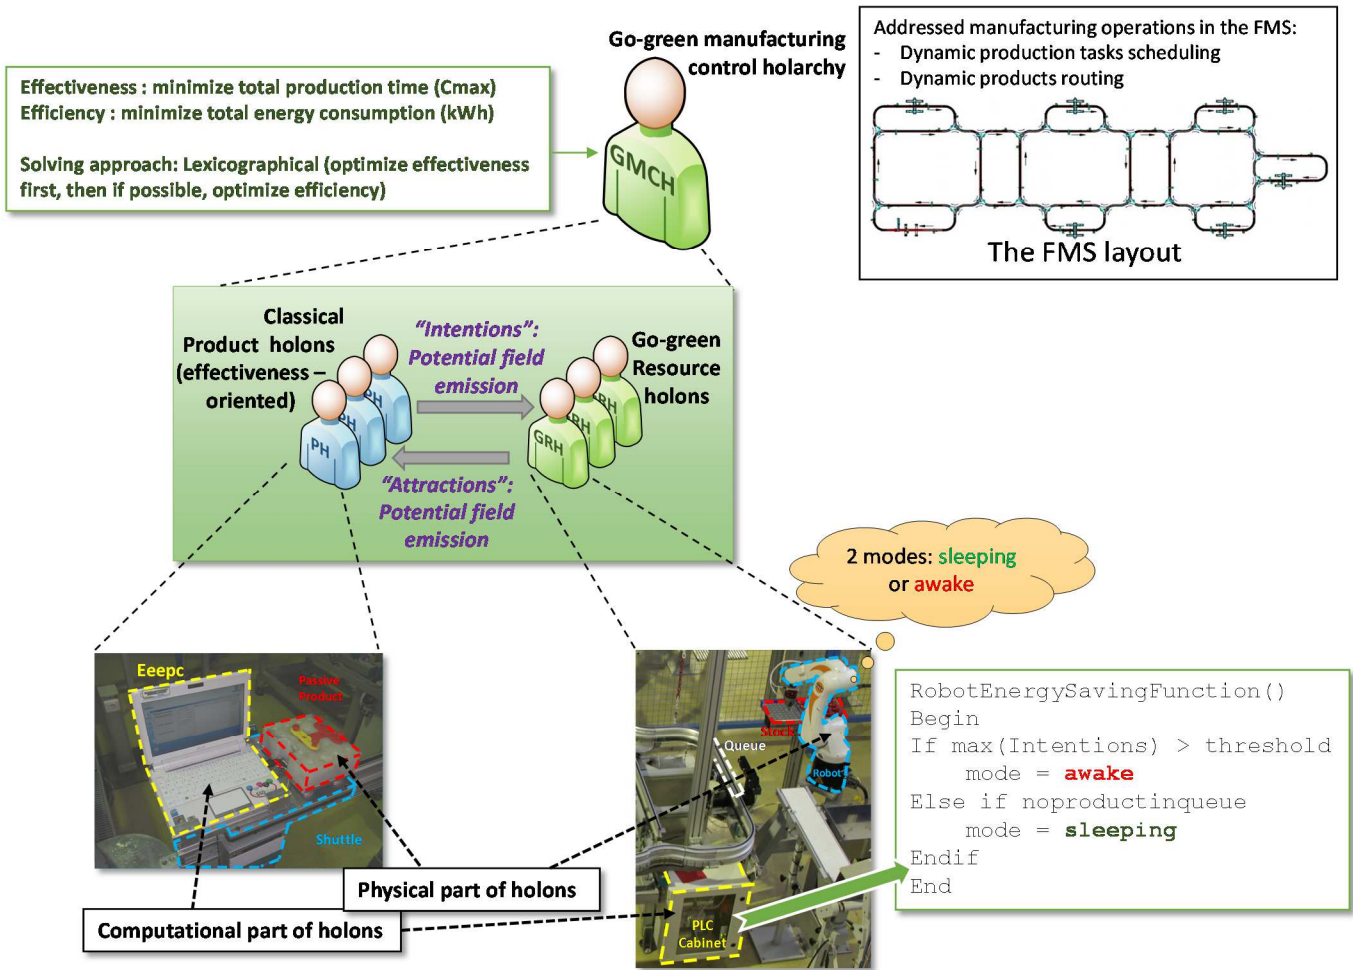 Go-green manufacturing
control holarchy
Addressed manufacturing operations in the FMS:
- Dynamic production tasks scheduling
- Dynamic products routing
The FMS layout
Effectiveness : minimize total production time (Cmax)
Efficiency : minimize total energy consumption (kWh)
Solving approach: Lexicographical (optimize effectiveness
first, then if possible, optimize efficiency)
GMCH
Classical
Product holons
(effectiveness –
oriented)
"Intentions":
Potential field
emission
Go-green
Resource
holons
PH
PH
PH
GRH
RH
RH
"Attractions":
Potential field
emission
2 modes: sleeping
or awake
Eeepc
Passive
Product
Shuttle
Stock
Queue
Robot
PLC
Cabinet
Physical part of holons
Computational part of holons
RobotEnergySavingFunction()
Begin
If max(Intentions) > threshold
mode = awake
Else if noproductinqueue
mode = sleeping
Endif
End